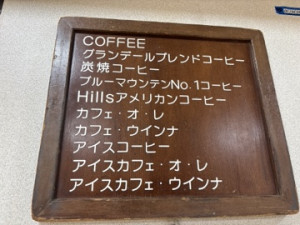 COFFEE
グランデールブレンドコーヒー
炭焼コーヒー
ブルーマウンテンNo.1コーヒー
Hillsアメリカンコーヒー
カフェ・オ・レ
カフェ・ウインナ
アイスコーヒー
アイスカフェ・オ・レ
アイスカフェ・ウインナ